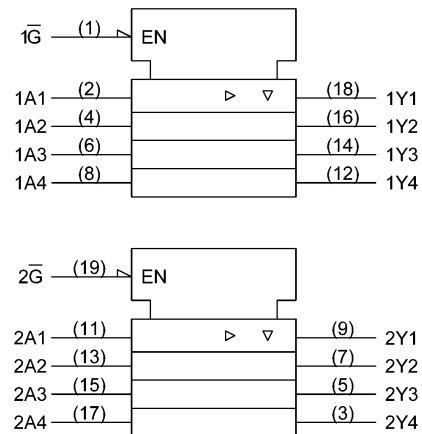 1G̅ (1) EN
1A1 (2) (18) 1Y1
1A2 (4) (16) 1Y2
1A3 (6) (14) 1Y3
1A4 (8) (12) 1Y4
2G̅ (19) EN
2A1 (11) (9) 2Y1
2A2 (13) (7) 2Y2
2A3 (15) (5) 2Y3
2A4 (17) (3) 2Y4